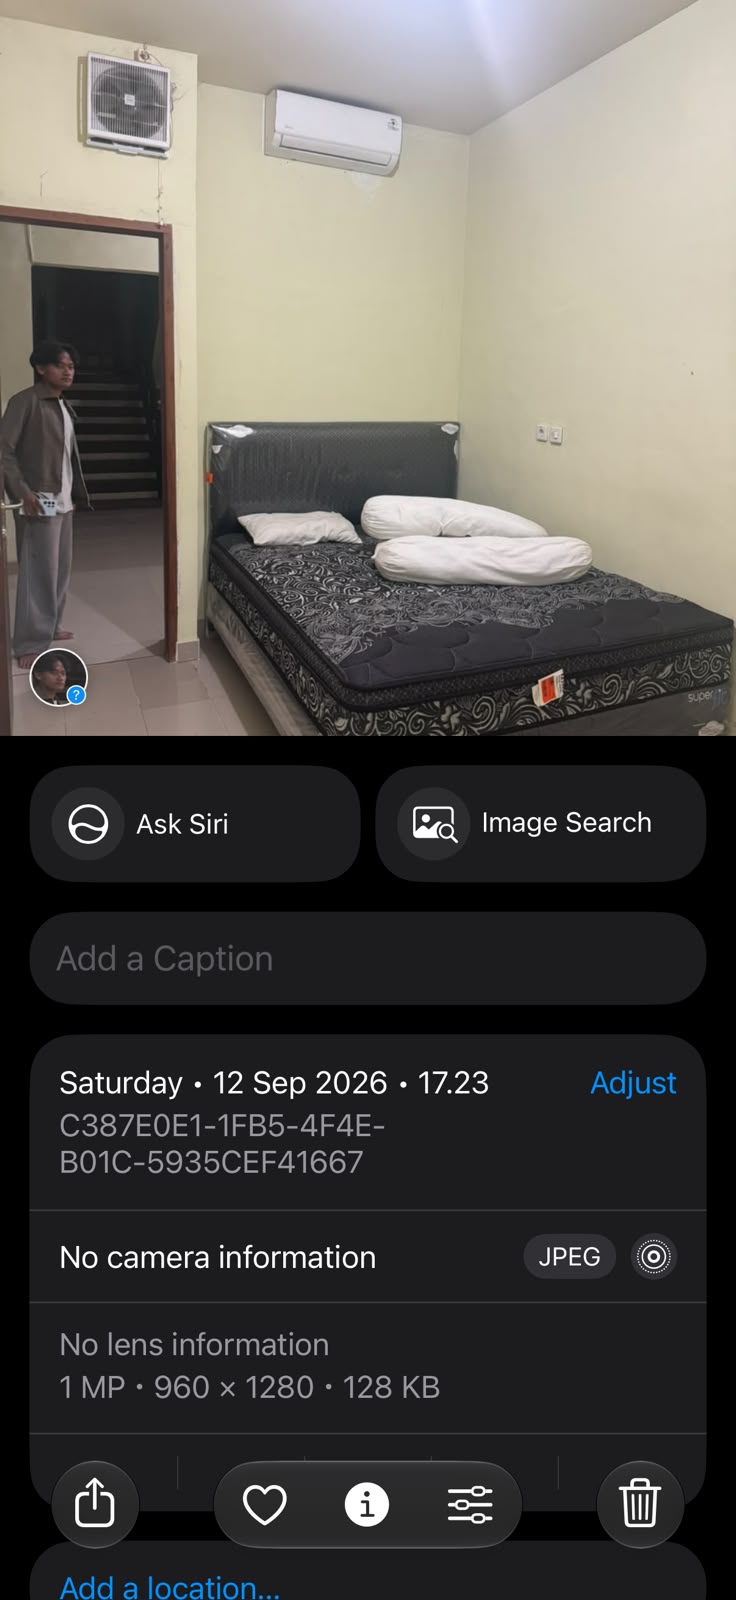 super
?
Ask Siri
Image Search
Add a Caption
Saturday • 12 Sep 2026 • 17.23
Adjust
C387E0E1-1FB5-4F4E-
B01C-5935CEF41667
No camera information
JPEG
No lens information
1 MP • 960 × 1280 • 128 KB
Add a location...